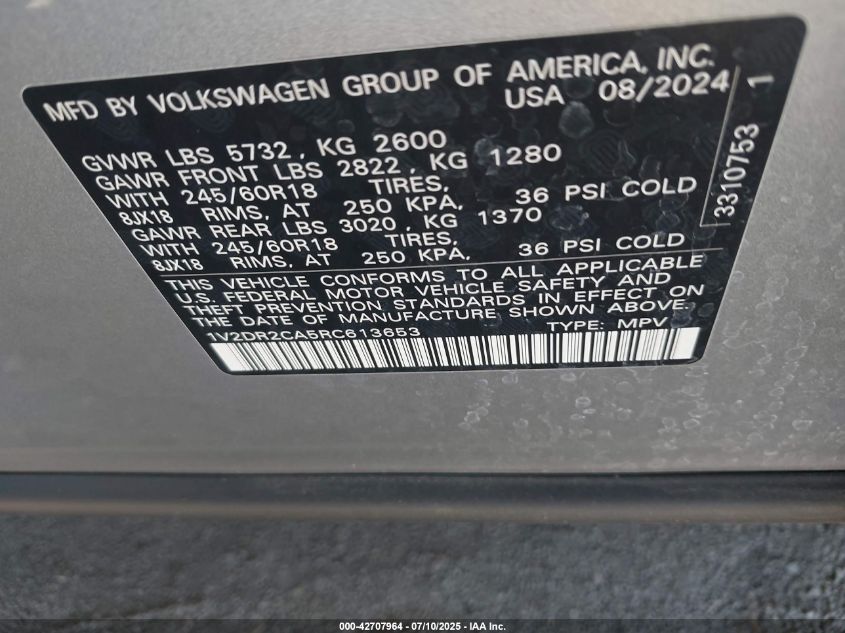 MFD BY VOLKSWAGEN GROUP OF AMERICA, INC.
USA 08/2024
GVWR LBS 5732, KG 2600
GAWR FRONT LBS 2822, KG 1280
WITH 245/60R18 TIRES,
8JX18 RIMS, AT 250 KPA, 36 PSI COLD
GAWR REAR LBS 3020, KG 1370
WITH 245/60R18 TIRES,
8JX18 RIMS, AT 250 KPA, 36 PSI COLD
THIS VEHICLE CONFORMS TO ALL APPLICABLE
U.S. FEDERAL MOTOR VEHICLE SAFETY AND
THEFT PREVENTION STANDARDS IN EFFECT ON
THE DATE OF MANUFACTURE SHOWN ABOVE.
1V2DR2CA5RC613653 TYPE: MPV
3310753 1
000-42707964 - 07/10/2025 - IAA Inc.